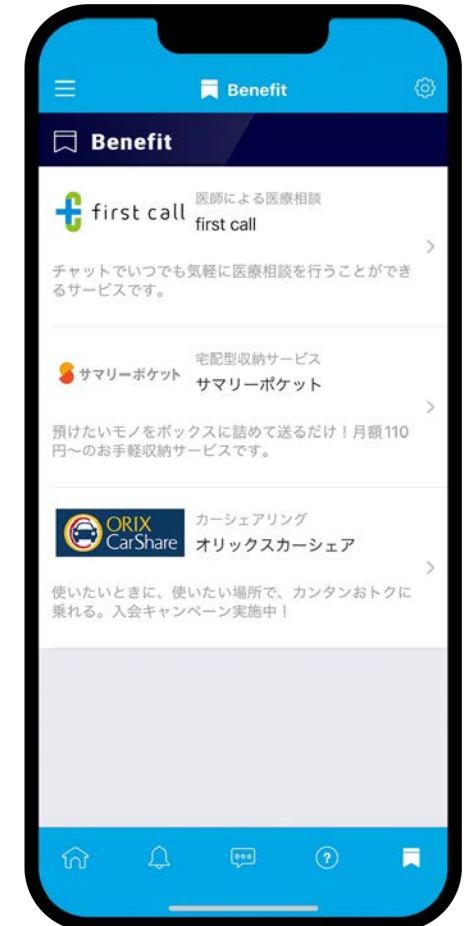 Benefit
Benefit
first call
医師による医療相談
first call
チャットでいつでも気軽に医療相談を行うことができ
るサービスです。
サマリーポケット
宅配型収納サービス
サマリーポケット
預けたいモノをボックスに詰めて送るだけ！月額110
円〜のお手軽収納サービスです。
ORIX
CarShare
カーシェアリング
オリックスカーシェア
使いたいときに、使いたい場所で、カンタンおトクに
乗れる。入会キャンペーン実施中！